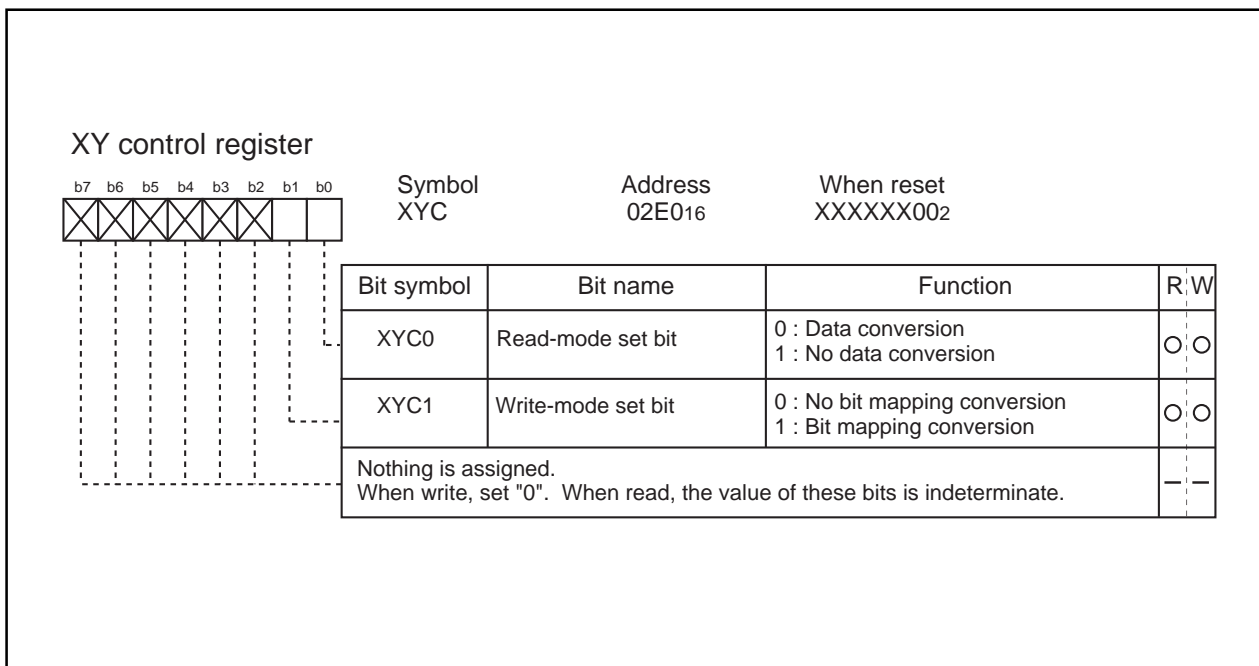 XY control register
b7 b6 b5 b4 b3 b2 b1 b0
Symbol Address When reset
XYC 02E016 XXXXXX002
Bit symbol Bit name Function R W
XYC0 Read-mode set bit 0 : Data conversion
1 : No data conversion
XYC1 Write-mode set bit 0 : No bit mapping conversion
1 : Bit mapping conversion
Nothing is assigned.
When write, set "0". When read, the value of these bits is indeterminate. – –